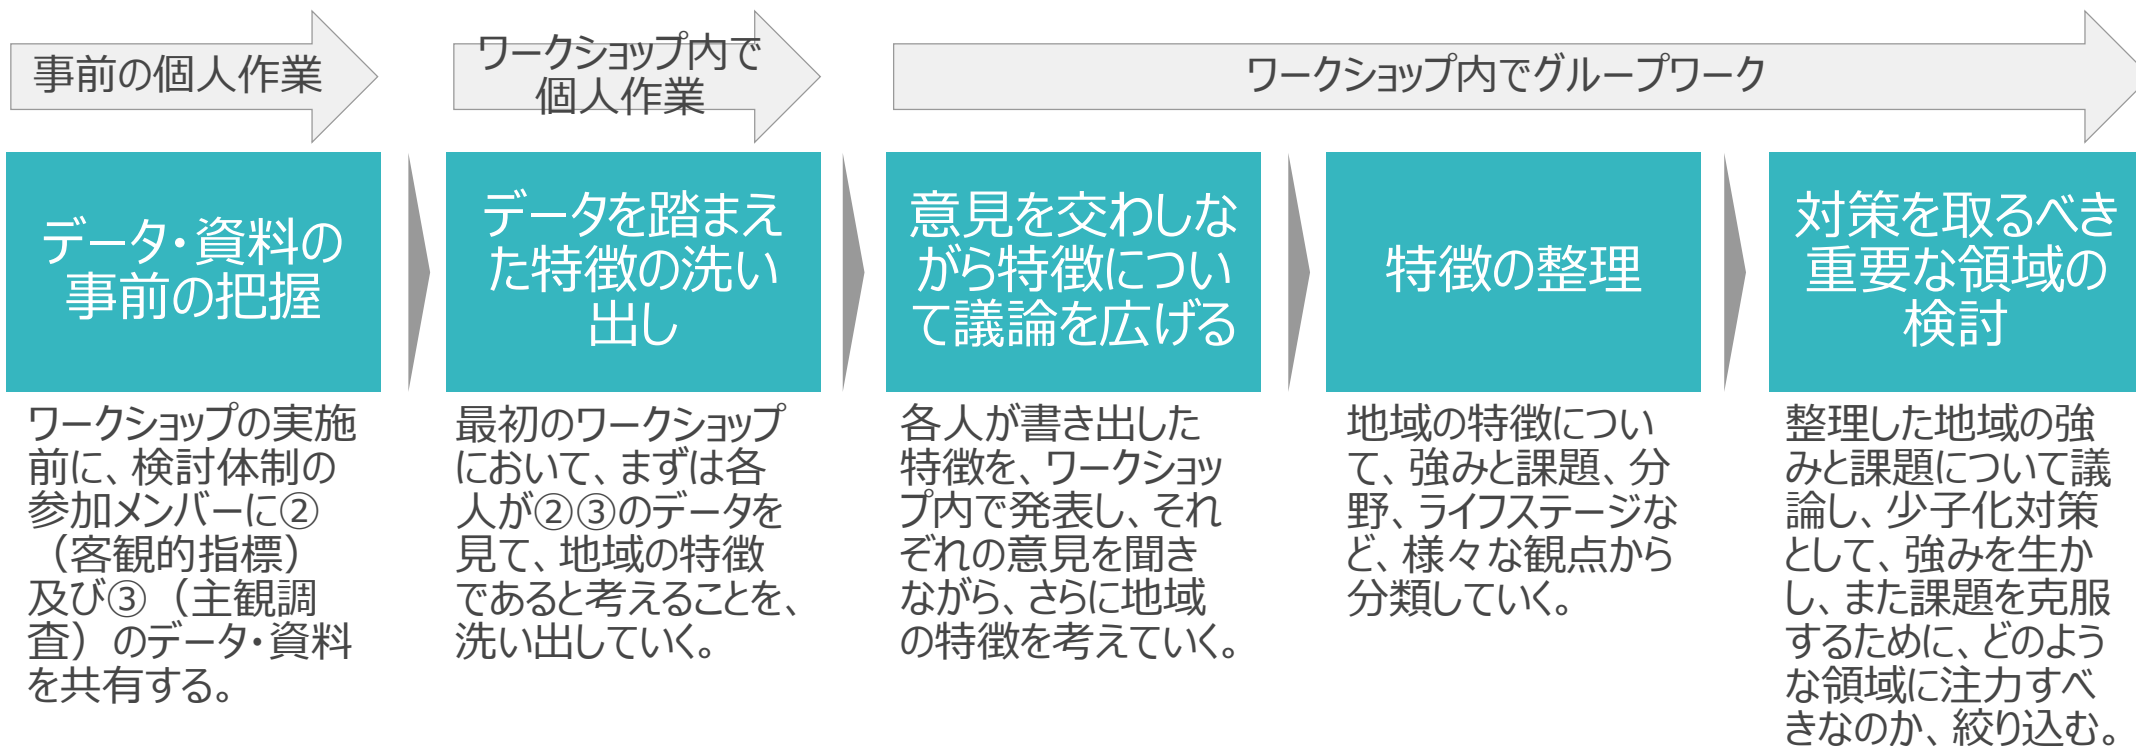 事前の個人作業
ワークショップ内で
個人作業
ワークショップ内でグループワーク
データ・資料の
事前の把握
データを踏まえ
た特徴の洗い
出し
意見を交わしな
がら特徴につい
て議論を広げる
特徴の整理
対策を取るべき
重要な領域の
検討
ワークショップの実施
前に、検討体制の
参加メンバーに②
（客観的指標）
及び③（主観調
査）のデータ・資料
を共有する。
最初のワークショップ
において、まずは各
人が②③のデータを
見て、地域の特徴
であると考えることを、
洗い出していく。
各人が書き出した
特徴を、ワークショッ
プ内で発表し、それ
ぞれの意見を聞き
ながら、さらに地域
の特徴を考えていく。
地域の特徴につい
て、強みと課題、分
野、ライフステージな
ど、様々な観点から
分類していく。
整理した地域の強
みと課題について議
論し、少子化対策
として、強みを生か
し、また課題を克服
するために、どのよう
な領域に注力すべ
きなのか、絞り込む。